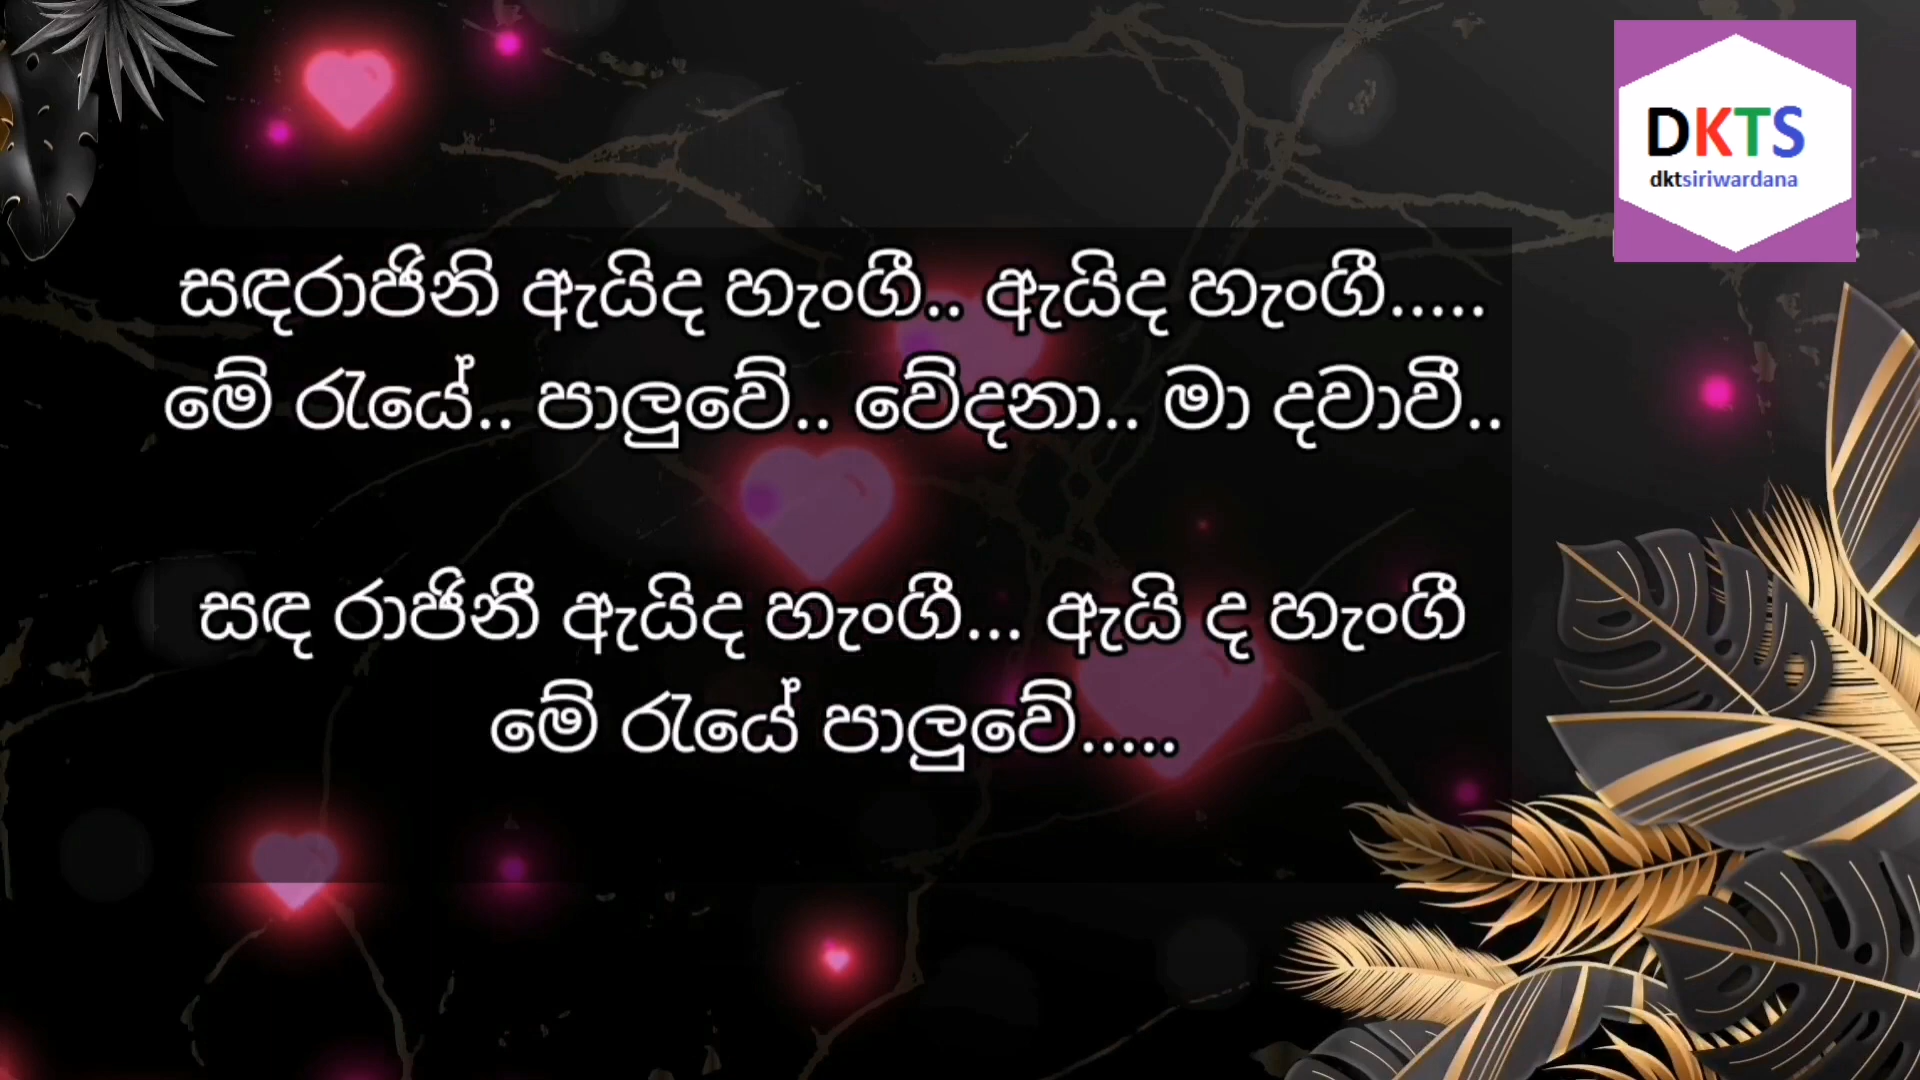 DKTS
dktsiriwardana
සඳරාජිනි ඇයිද හැංගී.. ඇයිද හැංගී.....
මේ රැයේ.. පාලුවේ.. වේදනා.. මා දවාවී..
සඳ රාජිනී ඇයිද හැංගී... ඇයි ද හැංගී
මේ රැයේ පාලුවේ.....